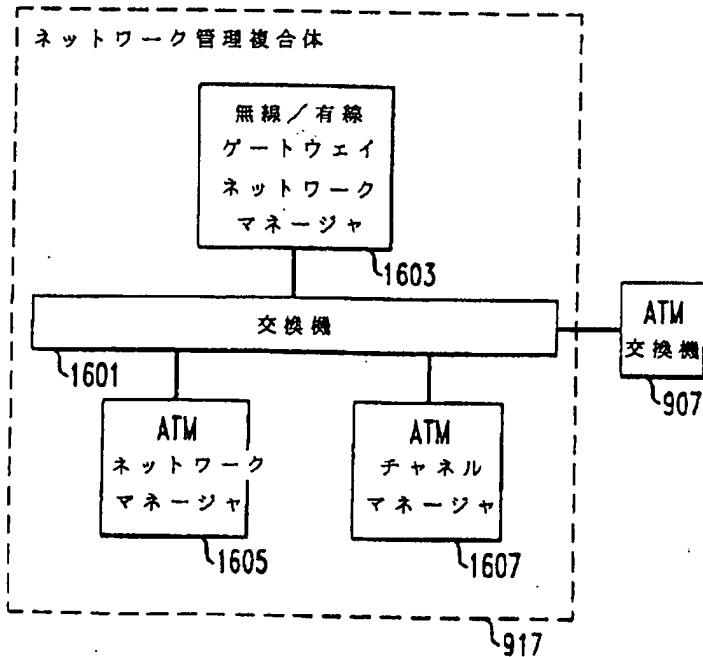 ネットワーク管理複合体
無線/有線
ゲートウェイ
ネットワーク
マネージャ
1603
交換機
ATM
交換機
1601
907
ATM
ネットワーク
マネージャ
ATM
チャネル
マネージャ
1605
1607
917